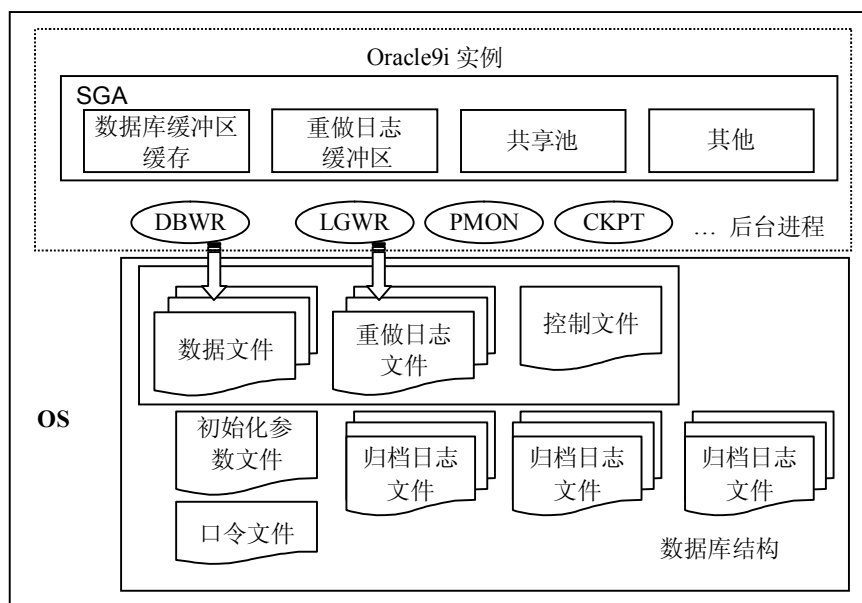 Oracle9i 实例
SGA
数据库缓冲区
缓存
重做日志
缓冲区
共享池
其他
DBWR
LGWR
PMON
CKPT
… 后台进程
数据文件
重做日志
文件
控制文件
OS
初始化参
数文件
归档日志
文件
归档日志
文件
归档日志
文件
口令文件
数据库结构